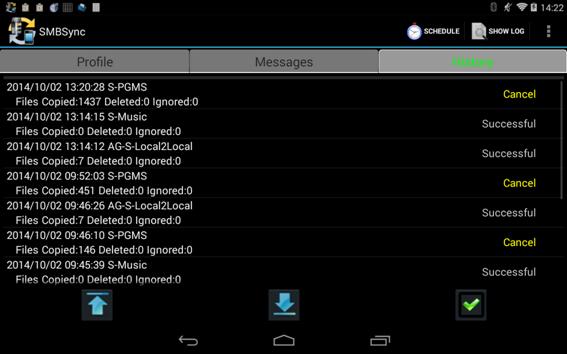 14:22
SMBSync
SCHEDULE
SHOW LOG
Profile
Messages
History
2014/10/02 13:20:28 S-PGMS
Files Copied:1437 Deleted:0 Ignored:0
Cancel
2014/10/02 13:14:15 S-Music
Files Copied:0 Deleted:0 Ignored:0
Successful
2014/10/02 13:14:12 AG-S-Local2Local
Files Copied:7 Deleted:0 Ignored:0
Successful
2014/10/02 09:52:03 S-PGMS
Files Copied:451 Deleted:0 Ignored:0
Cancel
2014/10/02 09:46:26 AG-S-Local2Local
Files Copied:7 Deleted:0 Ignored:0
Successful
2014/10/02 09:46:10 S-PGMS
Files Copied:146 Deleted:0 Ignored:0
Cancel
2014/10/02 09:45:39 S-Music
Files Copied:0 Deleted:0 Ignored:0
Successful